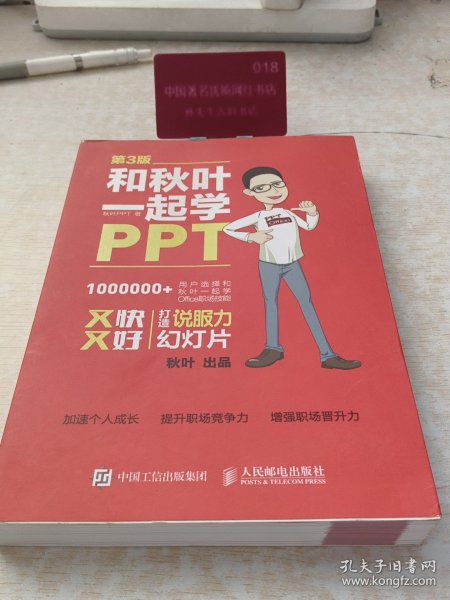 018
中国著名优质网红书店
第3版
和秋叶
一起学
秋叶PPT 著
PPT
1000000+
用户选择和
秋叶一起学
Office职场技能
又快
又好
打造
说服力
幻灯片
秋叶 出品
加速个人成长 提升职场竞争力 增强职场晋升力
中国工信出版集团
人民邮电出版社
POSTS & TELECOM PRESS
孔夫子旧书网
www.kongfz.com